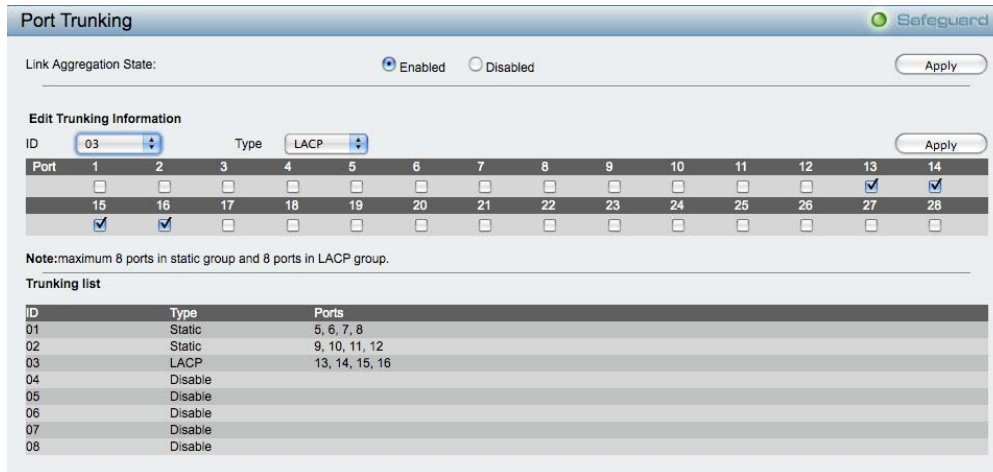 Port Trunking Safeguard
Link Aggregation State: Enabled Disabled Apply
Edit Trunking Information
ID 03 Type LACP Apply
Port 1 2 3 4 5 6 7 8 9 10 11 12 13 14
15 16 17 18 19 20 21 22 23 24 25 26 27 28
Note:maximum 8 ports in static group and 8 ports in LACP group.
Trunking list
ID Type Ports
01 Static 5, 6, 7, 8
02 Static 9, 10, 11, 12
03 LACP 13, 14, 15, 16
04 Disable
05 Disable
06 Disable
07 Disable
08 Disable